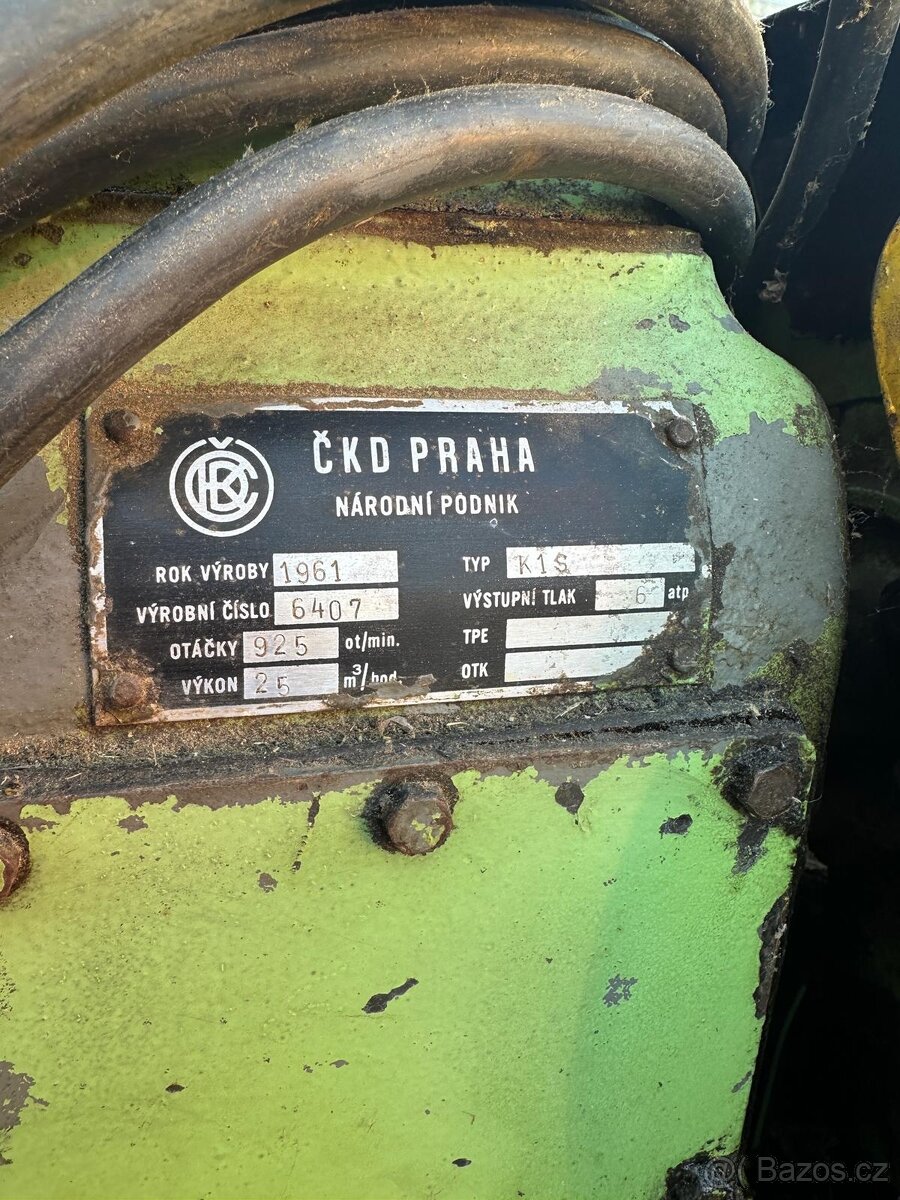 ČKD
ČKD PRAHA
NÁRODNÍ PODNIK
ROK VÝROBY 1961
VÝROBNÍ ČÍSLO 6407
OTÁČKY 925 ot/min.
VÝKON 25 m³/hod.
TYP K1S
VÝSTUPNÍ TLAK 6 atp
TPE
OTK
Bazos.cz